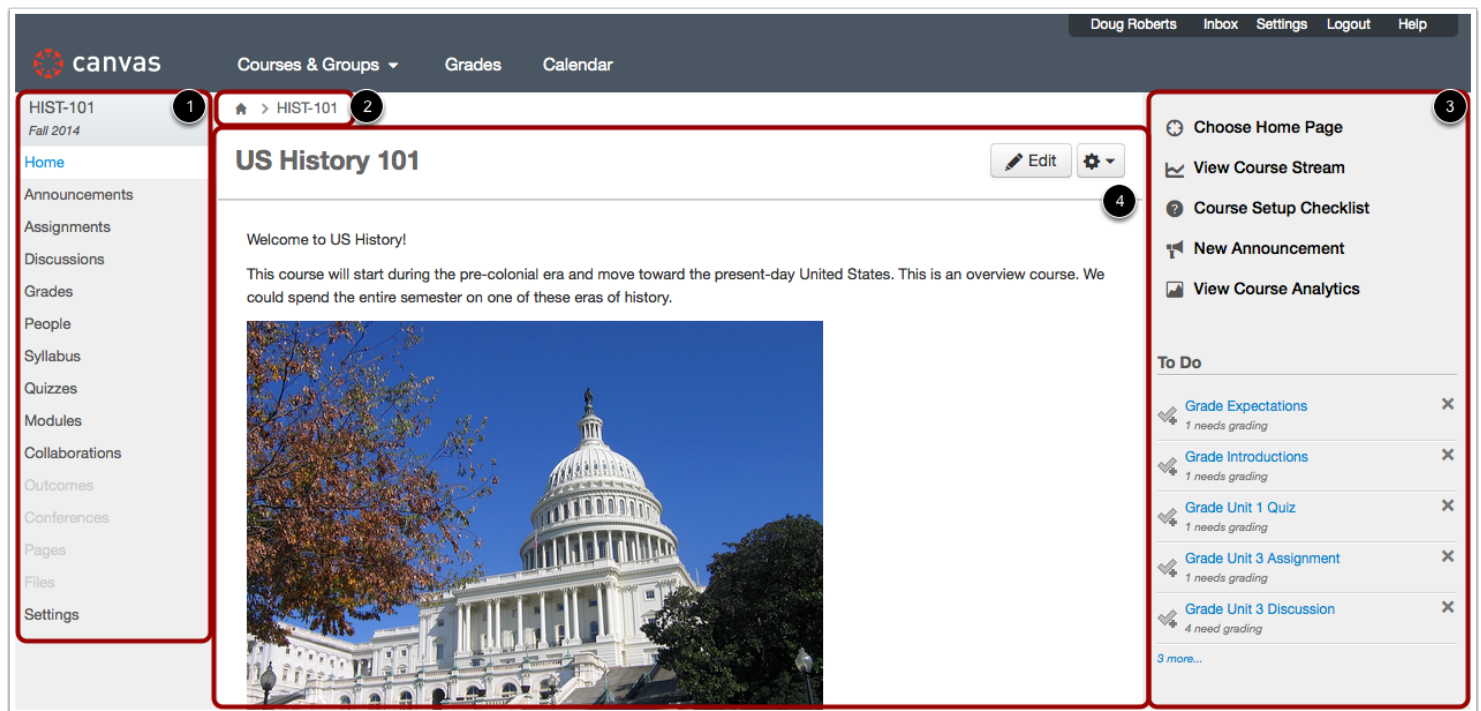 Doug Roberts Inbox Settings Logout Help
canvas
Courses & Groups Grades Calendar
HIST-101
Fall 2014
1
Home
Announcements
Assignments
Discussions
Grades
People
Syllabus
Quizzes
Modules
Collaborations
Outcomes
Conferences
Pages
Files
Settings
> HIST-101
2
US History 101
Edit
4
Welcome to US History!
This course will start during the pre-colonial era and move toward the present-day United States. This is an overview course. We
could spend the entire semester on one of these eras of history.
3
Choose Home Page
View Course Stream
? Course Setup Checklist
New Announcement
View Course Analytics
To Do
Grade Expectations
1 needs grading
Grade Introductions
1 needs grading
Grade Unit 1 Quiz
1 needs grading
Grade Unit 3 Assignment
1 needs grading
Grade Unit 3 Discussion
4 need grading
3 more...